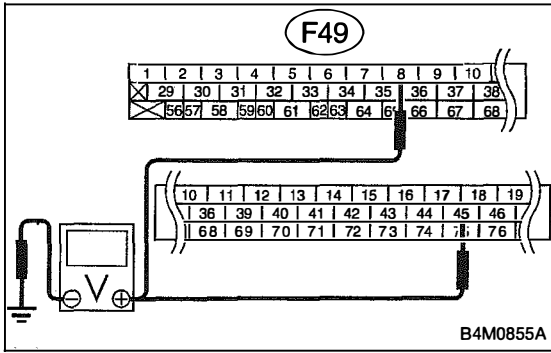 F49
1 2 3 4 5 6 7 8 9 10
29 30 31 32 33 34 35 36 37 38
56 57 58 59 60 61 62 63 64 66 67 68
10 11 12 13 14 15 16 17 18 19
36 39 40 41 42 43 44 45 46
68 69 70 71 72 73 74 76
V
− +
B4M0855A